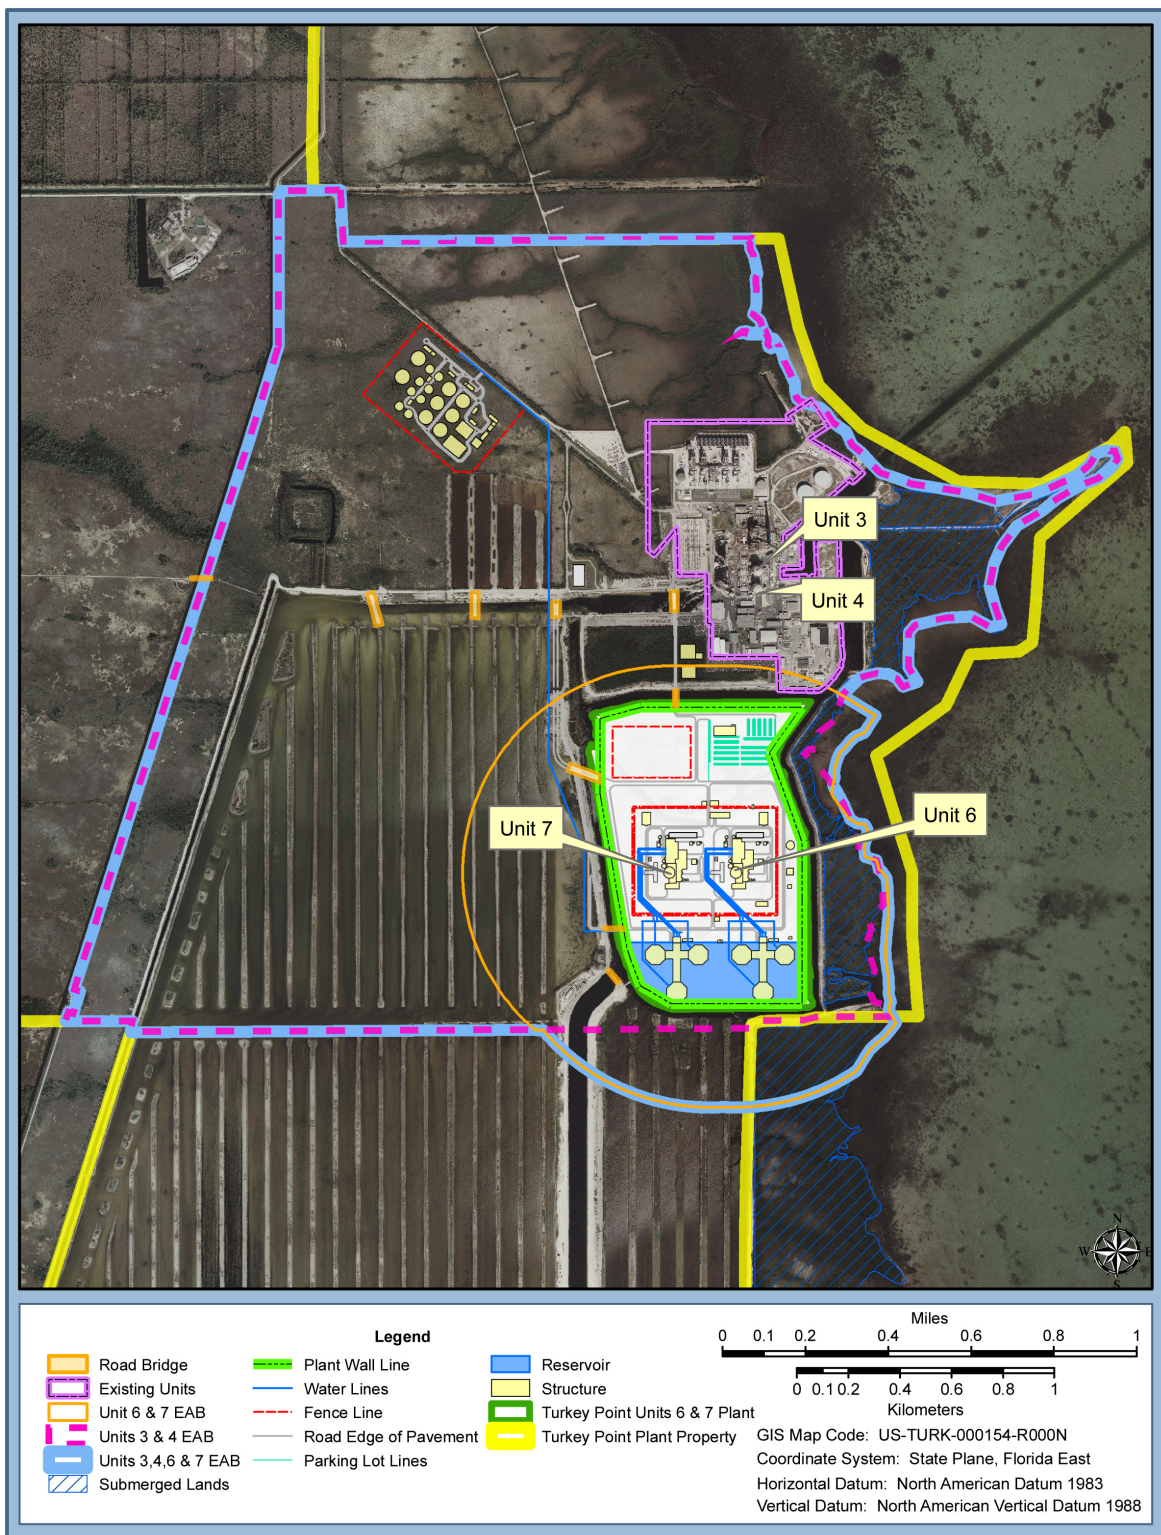 Unit 3
Unit 4
Unit 7
Unit 6
N
W
E
S
Legend
Road Bridge
Existing Units
Unit 6 & 7 EAB
Units 3 & 4 EAB
Units 3,4,6 & 7 EAB
Submerged Lands
Plant Wall Line
Water Lines
Fence Line
Road Edge of Pavement
Parking Lot Lines
Reservoir
Structure
Turkey Point Units 6 & 7 Plant
Turkey Point Plant Property
Miles
0 0.1 0.2 0.4 0.6 0.8 1
0 0.1 0.2 0.4 0.6 0.8 1
Kilometers
GIS Map Code: US-TURK-000154-R000N
Coordinate System: State Plane, Florida East
Horizontal Datum: North American Datum 1983
Vertical Datum: North American Vertical Datum 1988